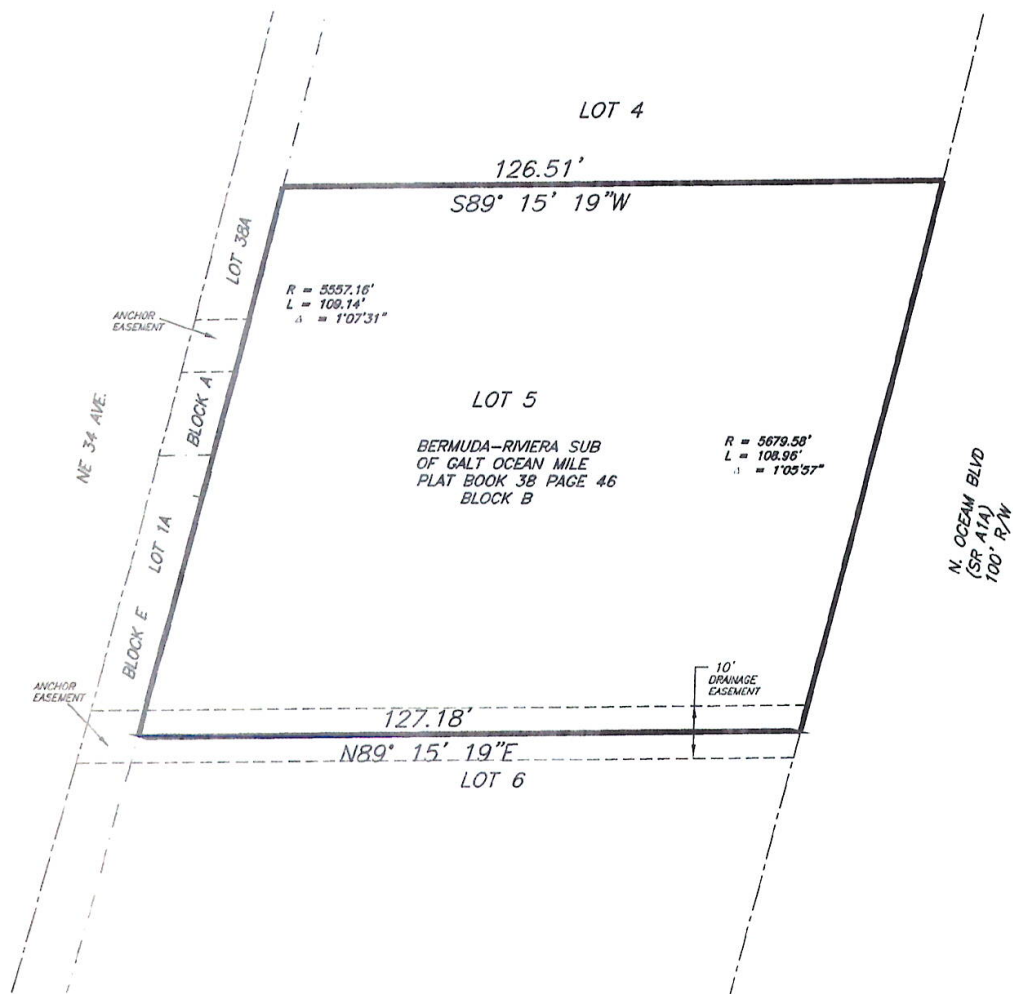 LOT 4
126.51'
S89° 15' 19"W
LOT 38A
R = 5557.16'
L = 109.14'
Δ = 1°07'31"
ANCHOR
EASEMENT
BLOCK A
NE 34 AVE.
LOT 5
BERMUDA-RIVIERA SUB
OF GALT OCEAN MILE
PLAT BOOK 38 PAGE 46
BLOCK B
R = 5679.58'
L = 108.96'
Δ = 1°05'57"
N. OCEAM BLVD
(SR A1A)
100' R/W
LOT 1A
BLOCK E
10'
DRAINAGE
EASEMENT
ANCHOR
EASEMENT
127.18'
N89° 15' 19"E
LOT 6